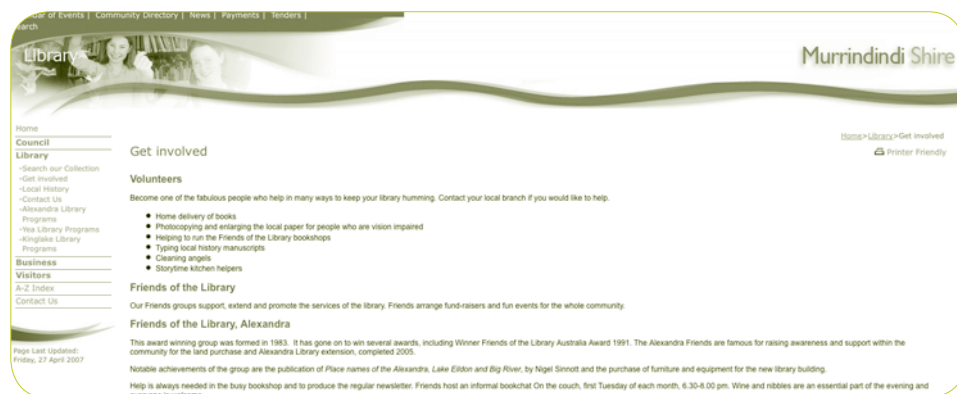 of Events | Community Directory | News | Payments | Tenders |
Library
Murrindindi Shire
Home
Council
Library
-Search our Collection
-Get involved
-Local History
-Contact Us
-Alexandra Library
Programs
-Yea Library Programs
-Kinglake Library
Programs
Business
Visitors
A-Z Index
Contact Us
Page Last Updated:
Friday, 27 April 2007
Home>Library>Get involved
Printer Friendly
Get involved
Volunteers
Become one of the fabulous people who help in many ways to keep your library humming. Contact your local branch if you would like to help.
Home delivery of books
Photocopying and enlarging the local paper for people who are vision impaired
Helping to run the Friends of the Library bookshops
Typing local history manuscripts
Cleaning angels
Storytime kitchen helpers
Friends of the Library
Our Friends groups support, extend and promote the services of the library. Friends arrange fund-raisers and fun events for the whole community.
Friends of the Library, Alexandra
This award winning group was formed in 1983. It has gone on to win several awards, including Winner Friends of the Library Australia Award 1991. The Alexandra Friends are famous for raising awareness and support within the
community for the land purchase and Alexandra Library extension, completed 2005.
Notable achievements of the group are the publication of Place names of the Alexandra, Lake Eildon and Big River, by Nigel Sinnott and the purchase of furniture and equipment for the new library building.
Help is always needed in the busy bookshop and to produce the regular newsletter. Friends host an informal bookchat On the couch, first Tuesday of each month, 6.30-8.00 pm. Wine and nibbles are an essential part of the evening and